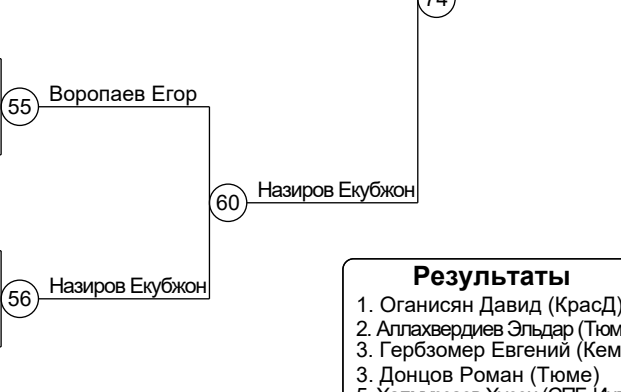 74
Воропаев Егор
55
Назиров Екубжон
60
Назиров Екубжон
56
Результаты
1. Оганисян Давид (КрасД)
2. Аллахвердиев Эльдар (Тюм
3. Гербзомер Евгений (Кем
3. Донцов Роман (Тюме)
5.